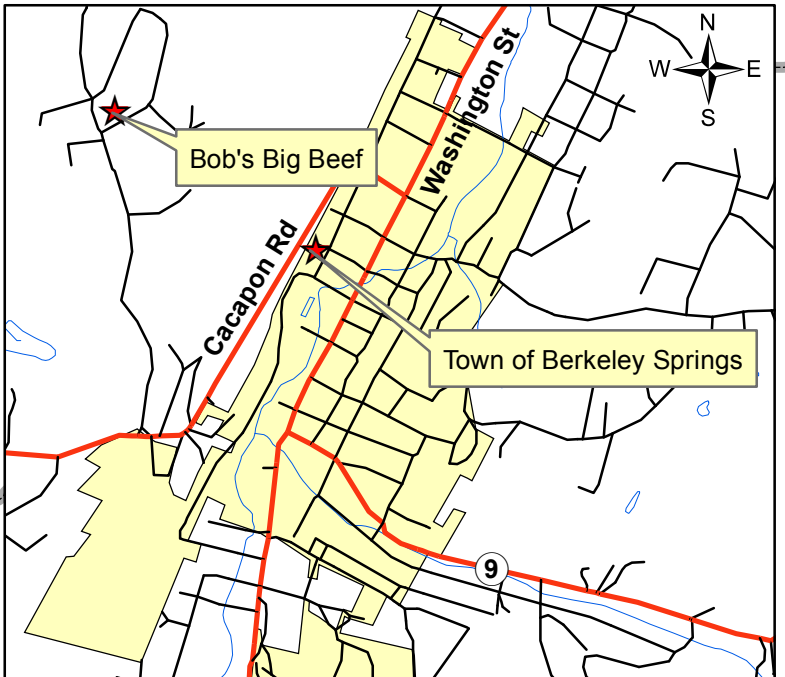 N
W E
S
Washington St
Bob's Big Beef
Cacapon Rd
Town of Berkeley Springs
9